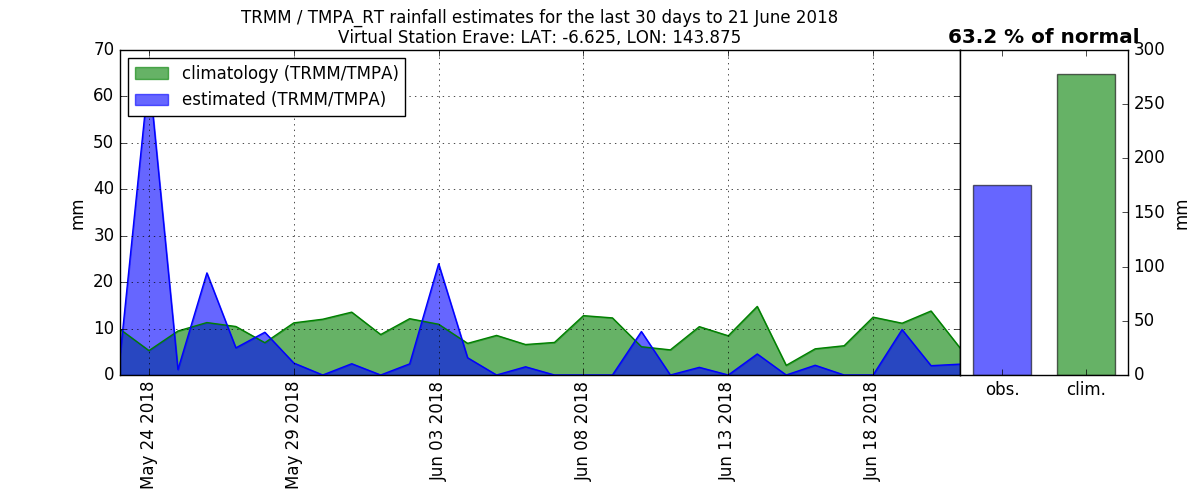 TRMM / TMPA_RT rainfall estimates for the last 30 days to 21 June 2018
Virtual Station Erave: LAT: -6.625, LON: 143.875
63.2 % of normal
climatology (TRMM/TMPA)
estimated (TRMM/TMPA)
70
60
50
40
30
20
10
0
mm
May 24 2018
May 29 2018
Jun 03 2018
Jun 08 2018
Jun 13 2018
Jun 18 2018
300
250
200
150
100
50
0
mm
obs.
clim.